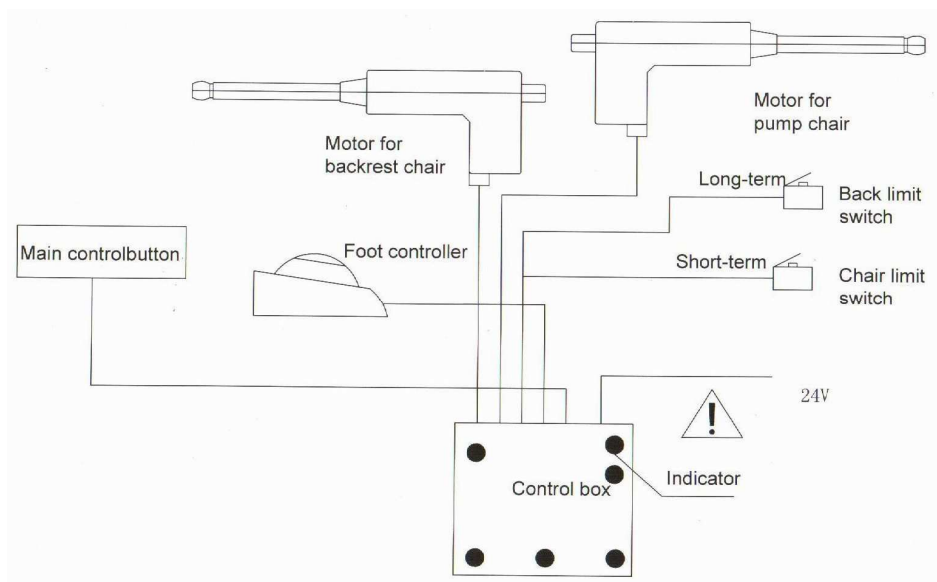 Motor for
pump chair
Motor for
backrest chair
Long-term
Back limit
switch
Main controlbutton
Foot controller
Short-term
Chair limit
switch
24V
!
Indicator
Control box